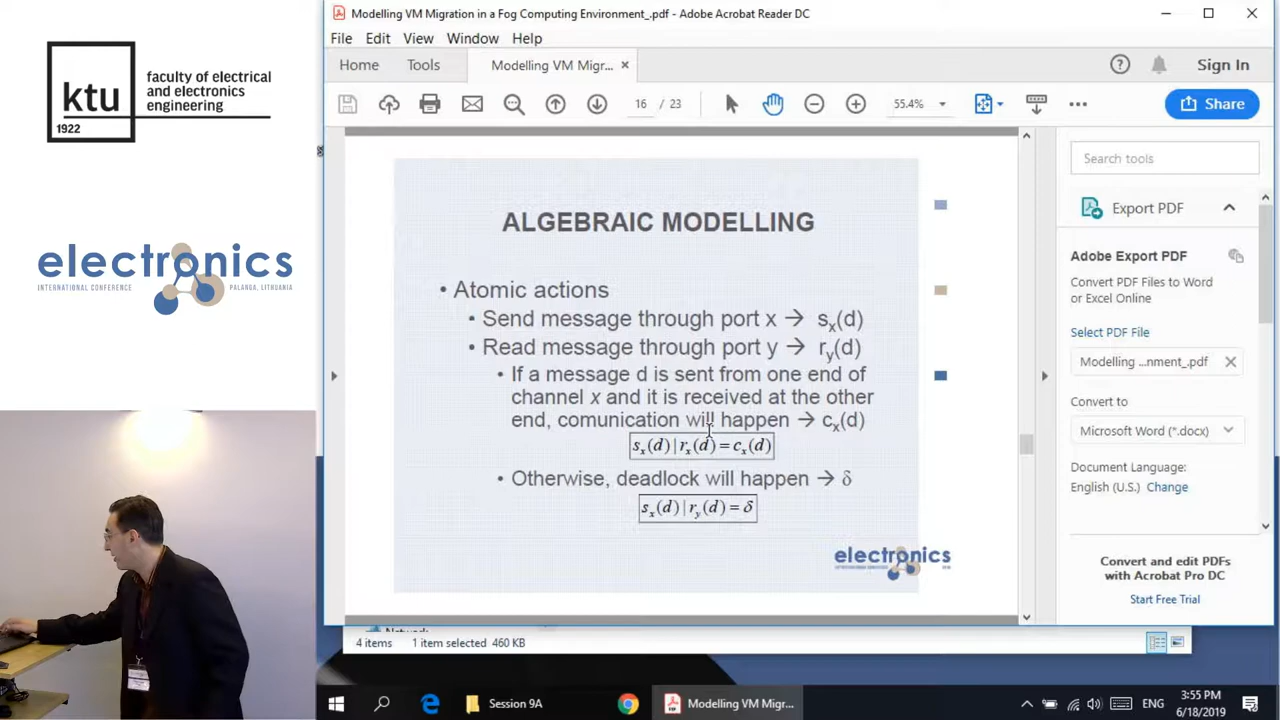 ktu
1922
faculty of electrical
and electronics
engineering
electronics
INTERNATIONAL CONFERENCE
PALANGA, LITHUANIA
Modelling VM Migration in a Fog Computing Environment_.pdf - Adobe Acrobat Reader DC
File Edit View Window Help
Home Tools Modelling VM Migr... × Sign In
16 / 23 55.4% Share
ALGEBRAIC MODELLING
• Atomic actions
• Send message through port x → sx(d)
• Read message through port y → ry(d)
• If a message d is sent from one end of
channel x and it is received at the other
end, comunication will happen → cx(d)
sx(d) | rx(d) = cx(d)
• Otherwise, deadlock will happen → δ
sx(d) | ry(d) = δ
electronics
Search tools
Export PDF
Adobe Export PDF
Convert PDF Files to Word
or Excel Online
Select PDF File
Modelling ...nment_.pdf
Convert to
Microsoft Word (*.docx)
Document Language:
English (U.S.) Change
Convert and edit PDFs
with Acrobat Pro DC
Start Free Trial
Network
4 items 1 item selected 460 KB
Session 9A
Modelling VM Migr...
ENG
3:55 PM
6/18/2019